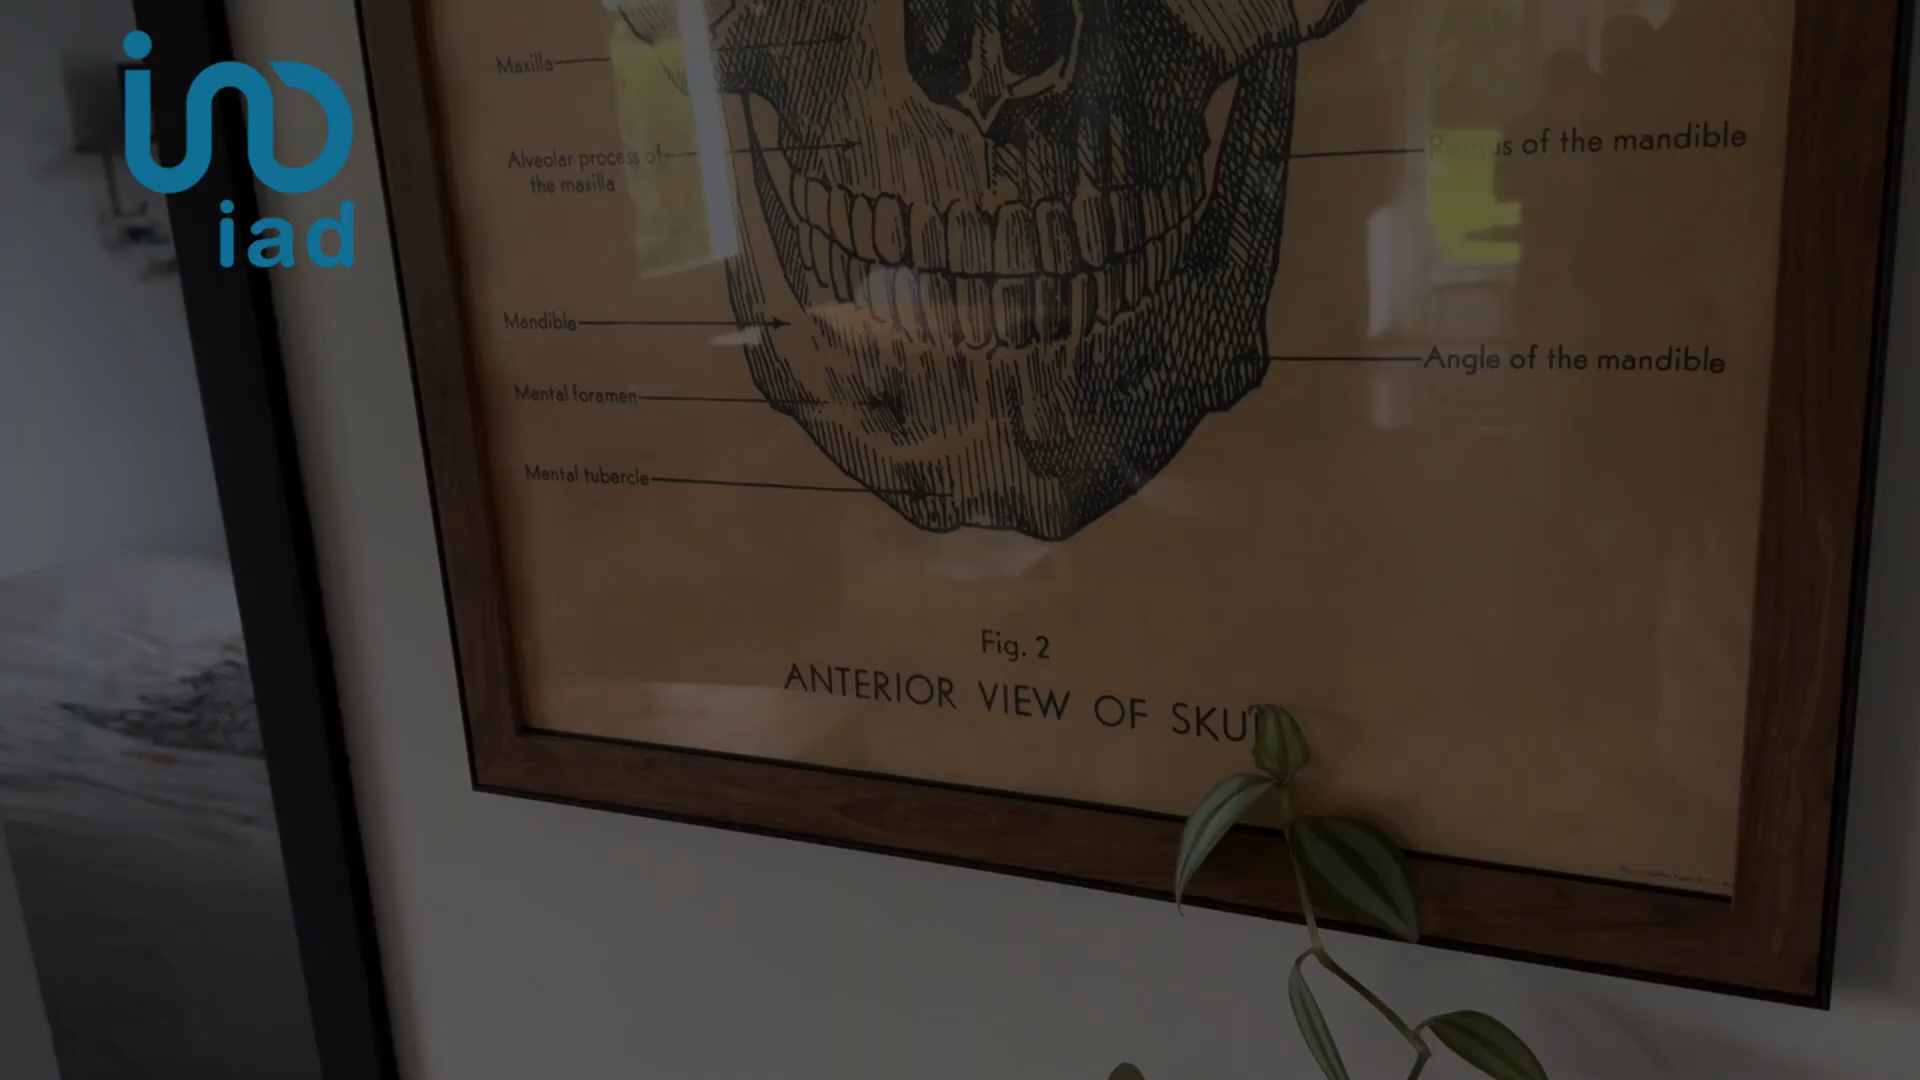 iad
Maxilla
Alveolar process of
the maxilla
Ramus of the mandible
Mandible
Angle of the mandible
Mental foramen
Mental tubercle
Fig. 2
ANTERIOR VIEW OF SKU